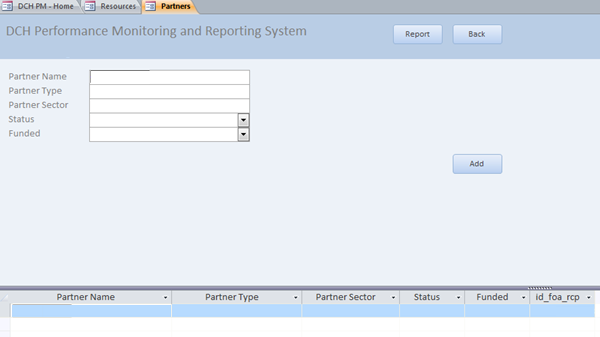 DCH PM - Home Resources Partners
DCH Performance Monitoring and Reporting System Report Back
Partner Name
Partner Type
Partner Sector
Status
Funded
Add
Partner Name Partner Type Partner Sector Status Funded id_foa_rcp